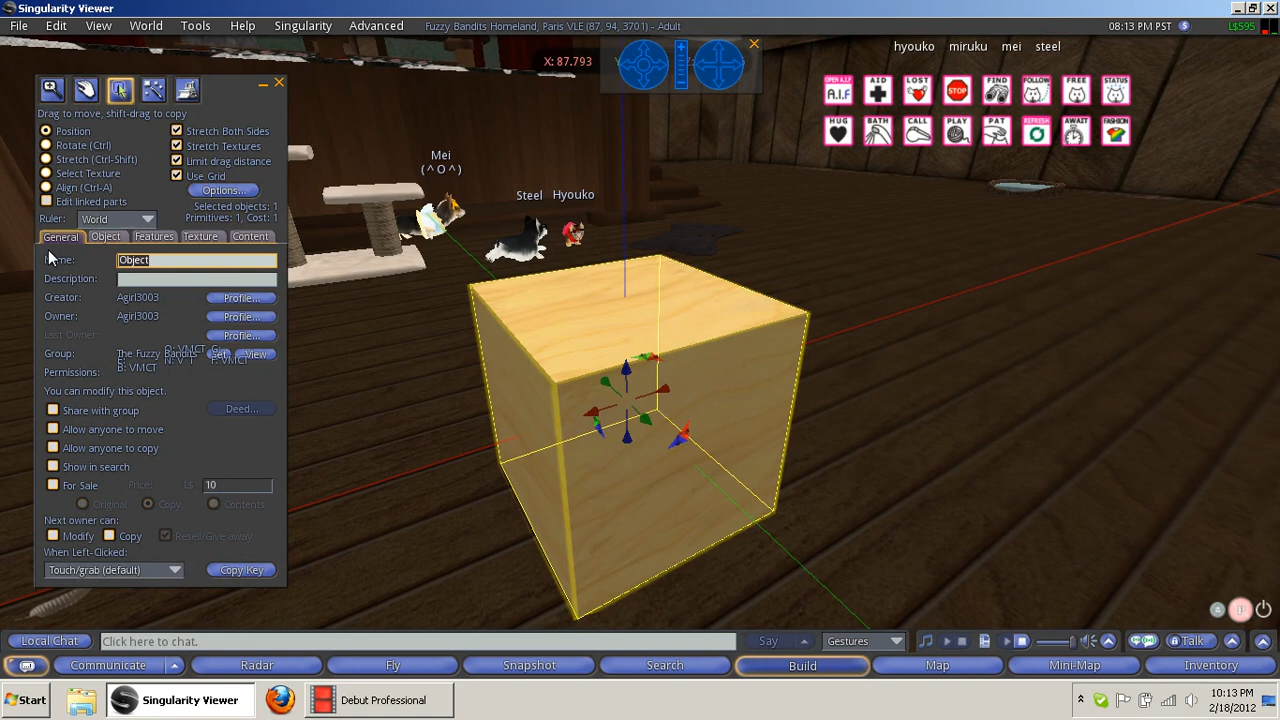 Singularity Viewer
File Edit View World Tools Help Singularity Advanced
Fuzzy Bandits Homeland, Paris VLE (87, 94, 3701) - Adult
08:13 PM PST
L$595
X: 87.793
hyouko miruku mei steel
OPEN A.I.F AID LOST STOP FIND FOLLOW FREE STATUS
A.I.F
HUG BATH CALL PLAY PAT REFRESH AWAIT FASHION
Drag to move, shift-drag to copy
Position
Rotate (Ctrl)
Stretch (Ctrl-Shift)
Select Texture
Align (Ctrl-A)
Edit linked parts
Stretch Both Sides
Stretch Textures
Limit drag distance
Use Grid
Options...
Selected objects: 1
Primitives: 1, Cost: 1
Ruler: World
General Object Features Texture Content
Name: Object
Description:
Creator: Agirl3003 Profile...
Owner: Agirl3003 Profile...
Last Owner: Profile...
Group: The Fuzzy Bandits Set View
O: VMCT G:
B: VMCT
Permissions:
You can modify this object.
Share with group Deed...
Allow anyone to move
Allow anyone to copy
Show in search
For Sale Price: L$ 10
Original Copy Contents
Next owner can:
Modify Copy Resell/Give away
When Left-Clicked:
Touch/grab (default) Copy Key
Mei
(^O^)
Steel Hyouko
Local Chat Click here to chat. Say Gestures Talk
Communicate Radar Fly Snapshot Search Build Map Mini-Map Inventory
Start Singularity Viewer Debut Professional
10:13 PM
2/18/2012